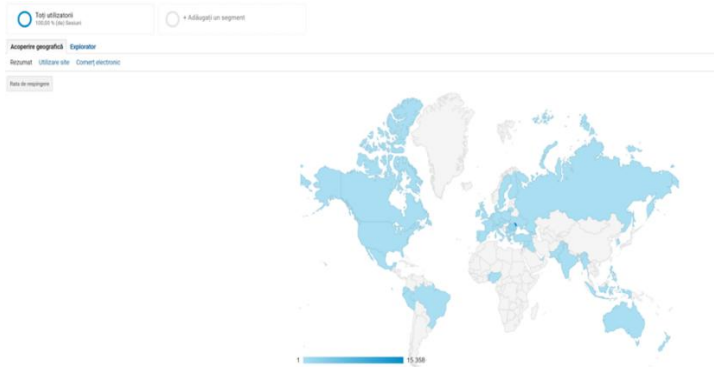 Toți utilizatorii
100,00 % (de) Sesiuni
+ Adăugați un segment
Acoperire geografică Explorator
Rezumat Utilizare site Comerț electronic
Rata de respingere
1 15.358